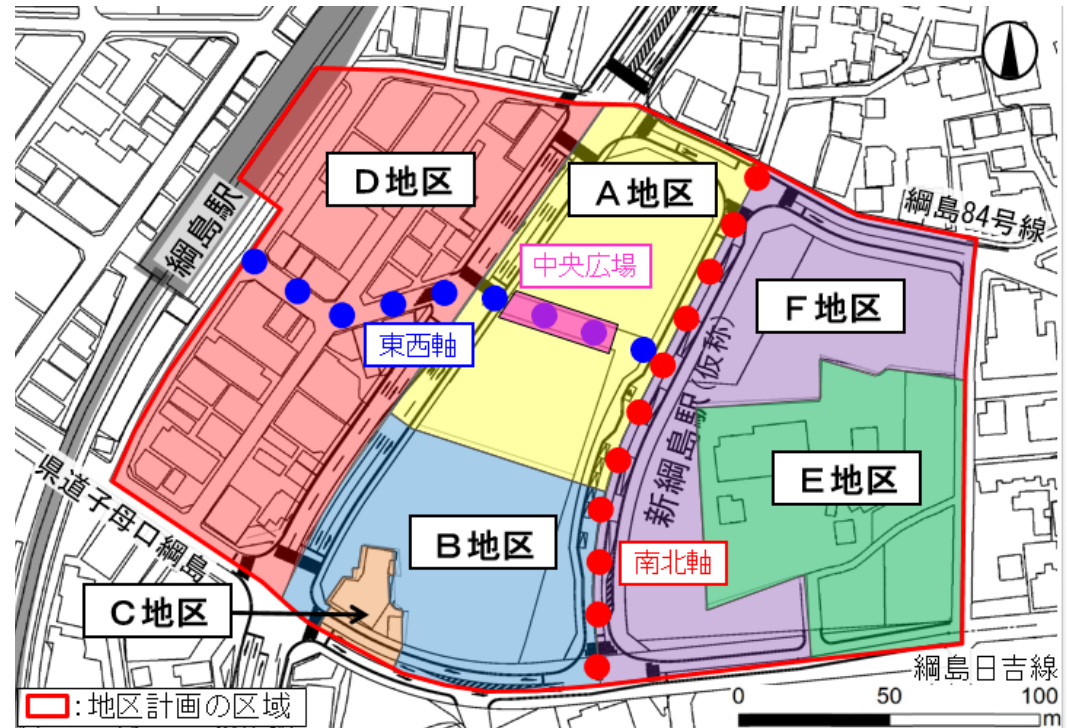 D地区
A地区
綱島84号線
綱島駅
中央広場
F地区
東西軸
新綱島駅(仮称)
県道子母口綱島
E地区
B地区
南北軸
C地区
綱島日吉線
:地区計画の区域
0 50 100
m